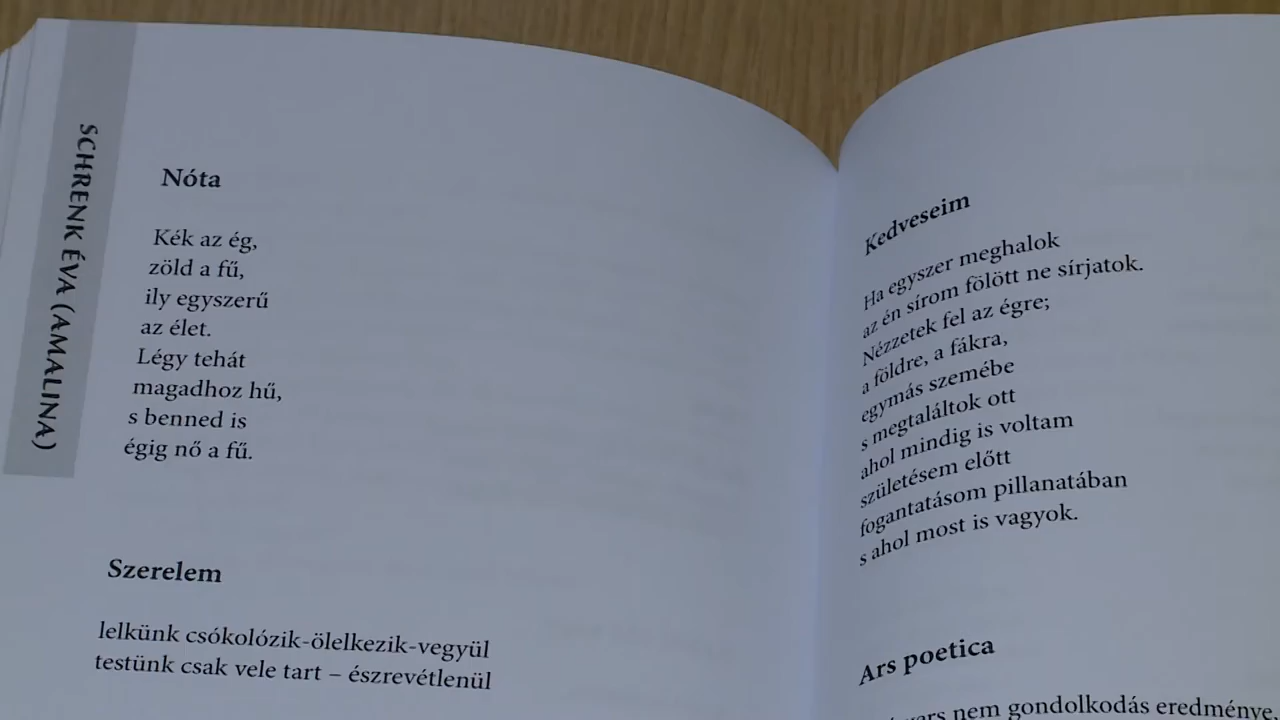 SCHRENK ÉVA (AMALINA)
Nóta
Kék az ég,
zöld a fű,
ily egyszerű
az élet.
Légy tehát
magadhoz hű,
s benned is
égig nő a fű.
Szerelem
lelkünk csókolózik-ölelkezik-vegyül
testünk csak vele tart – észrevétlenül
Kedveseim
Ha egyszer meghalok
az én sírom fölött ne sírjatok.
Nézzetek fel az égre;
a földre, a fákra,
egymás szemébe
s megtaláltok ott
ahol mindig is voltam
születésem előtt
fogantatásom pillanatában
s ahol most is vagyok.
Ars poetica
nem gondolkodás eredménye,